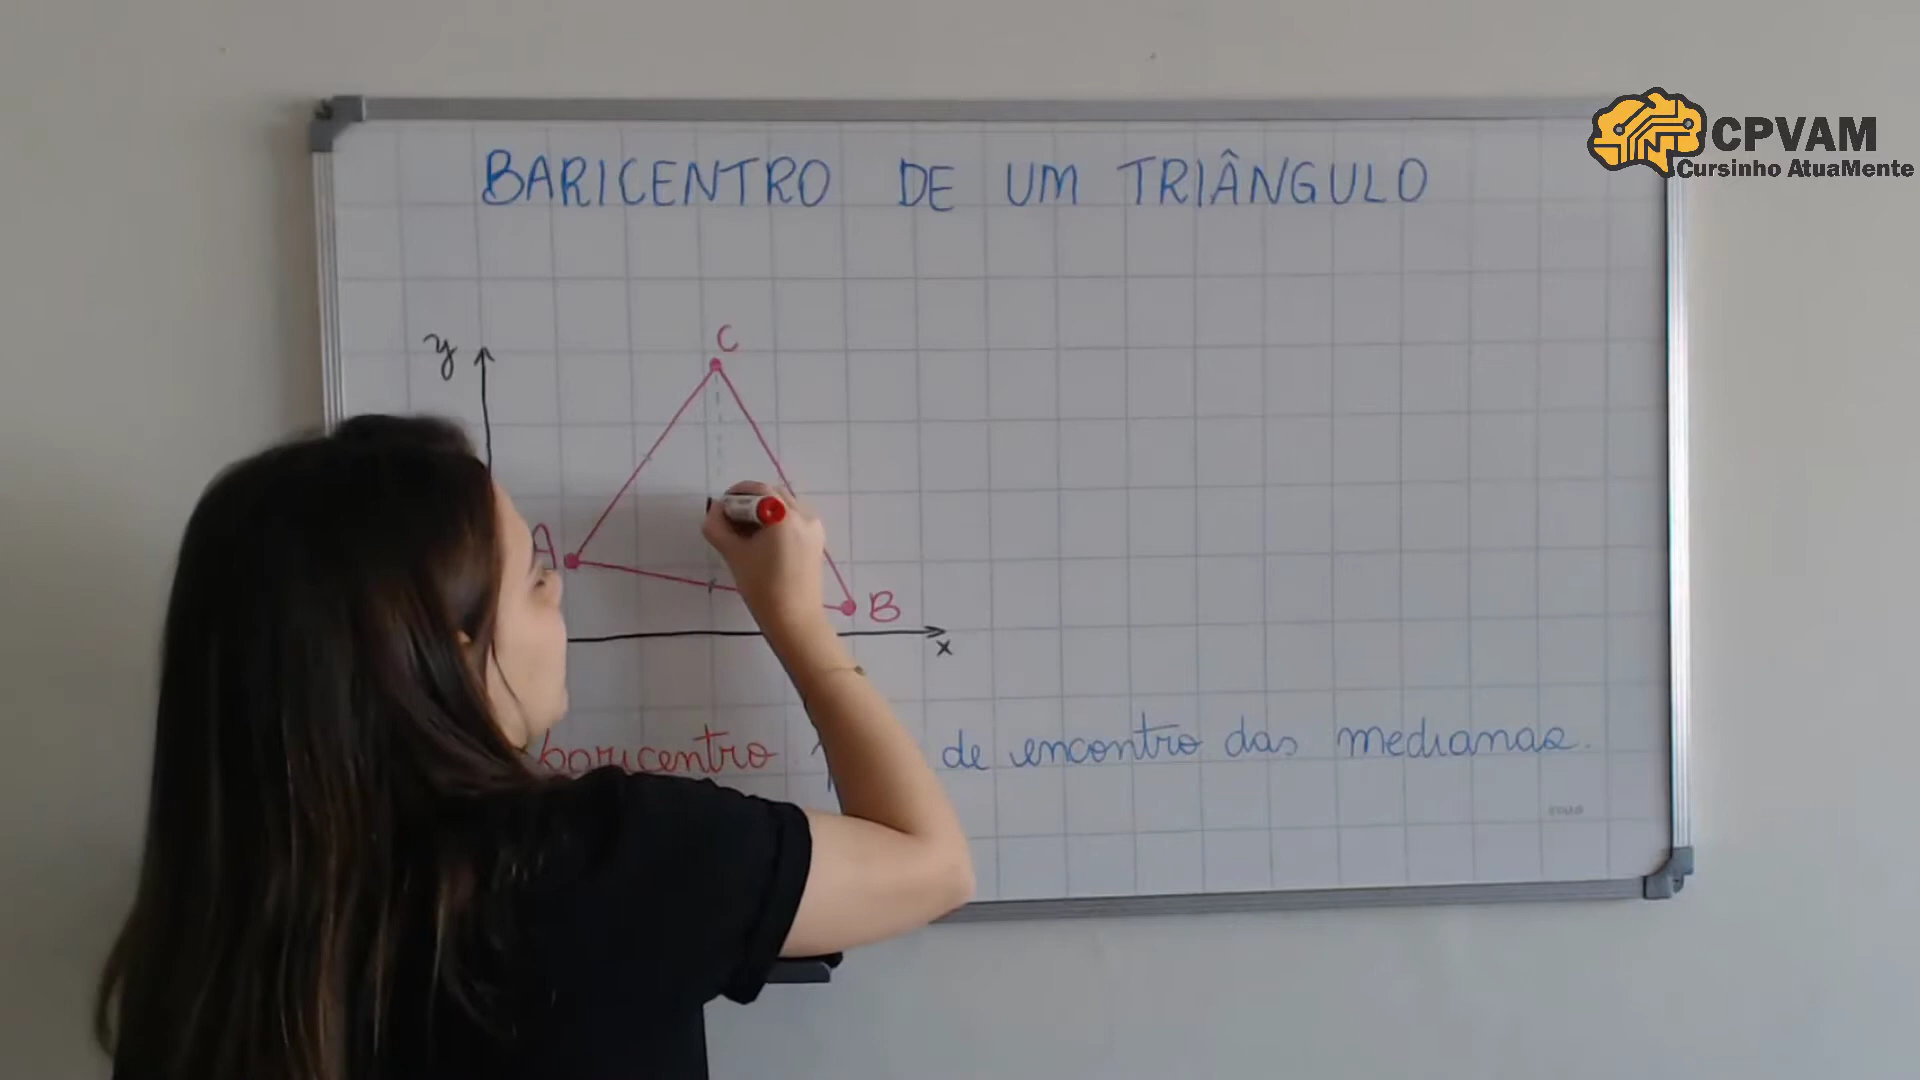 CPVAM
Cursinho AtuaMente
BARICENTRO DE UM TRIÂNGULO
y
C
A
B
x
baricentro de encontro das medianas.